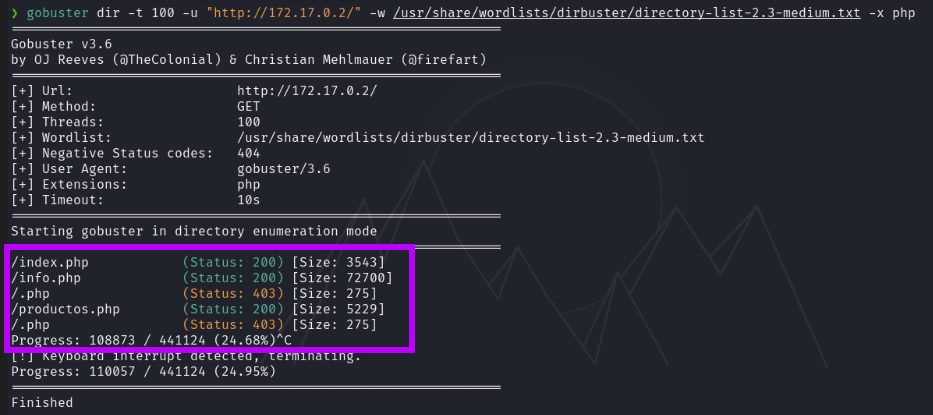 ❯ gobuster dir -t 100 -u "http://172.17.0.2/" -w /usr/share/wordlists/dirbuster/directory-list-2.3-medium.txt -x php
===============================================================
Gobuster v3.6
by OJ Reeves (@TheColonial) & Christian Mehlmauer (@firefart)
===============================================================
[+] Url:                     http://172.17.0.2/
[+] Method:                  GET
[+] Threads:                 100
[+] Wordlist:                /usr/share/wordlists/dirbuster/directory-list-2.3-medium.txt
[+] Negative Status codes:   404
[+] User Agent:              gobuster/3.6
[+] Extensions:              php
[+] Timeout:                 10s
===============================================================
Starting gobuster in directory enumeration mode
===============================================================
/index.php            (Status: 200) [Size: 3543]
/info.php             (Status: 200) [Size: 72700]
/.php                 (Status: 403) [Size: 275]
/productos.php        (Status: 200) [Size: 5229]
/.php                 (Status: 403) [Size: 275]
Progress: 108873 / 441124 (24.68%)^C
[!] Keyboard interrupt detected, terminating.
Progress: 110057 / 441124 (24.95%)
===============================================================
Finished